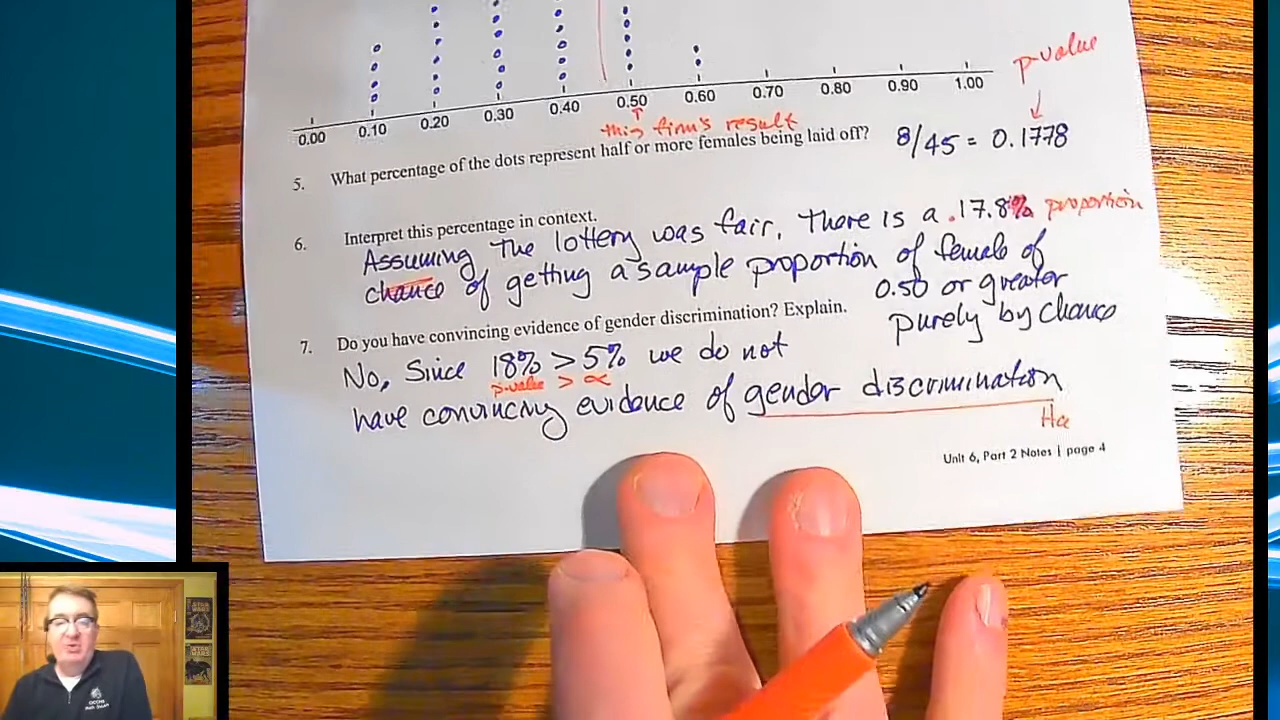 p-value
0.00 0.10 0.20 0.30 0.40 0.50 0.60 0.70 0.80 0.90 1.00
this firm's result
5. What percentage of the dots represent half or more females being laid off? 8/45 = 0.1778
6. Interpret this percentage in context.
Assuming the lottery was fair, There is a .17.8% proportion
chance of getting a sample proportion of female of
0.50 or greater
purely by chance
7. Do you have convincing evidence of gender discrimination? Explain.
No, Since 18% > 5% we do not
p-value > α
have convincing evidence of gender discrimination
Ha
Unit 6, Part 2 Notes | page 4
STAR WARS
STAR WARS